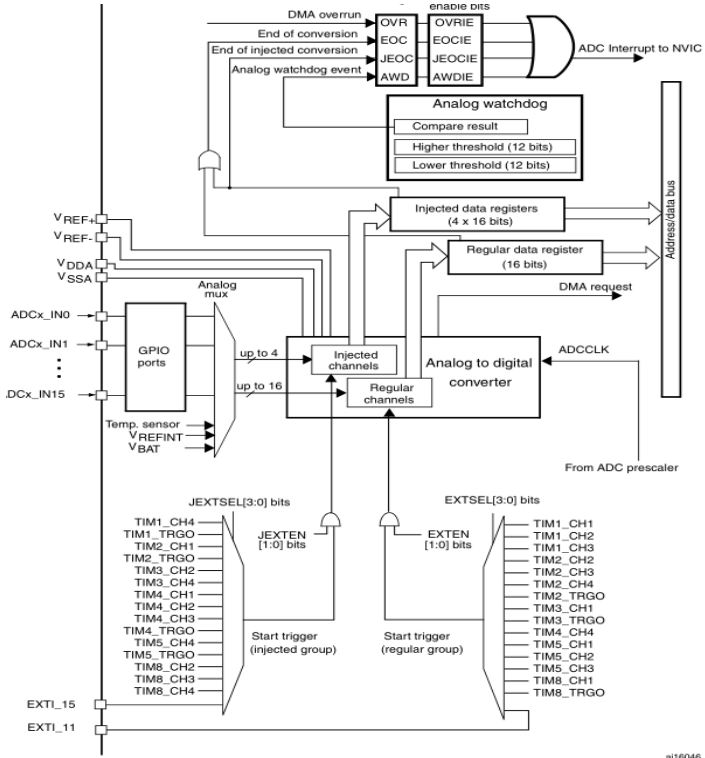 enable bits
DMA overrun
OVR
OVRIE
End of conversion
EOC
EOCIE
ADC Interrupt to NVIC
End of injected conversion
JEOC
JEOCIE
Analog watchdog event
AWD
AWDIE
Analog watchdog
Compare result
Higher threshold (12 bits)
Lower threshold (12 bits)
Address/data bus
Injected data registers
(4 x 16 bits)
Regular data register
(16 bits)
VREF+
VREF-
VDDA
VSSA
DMA request
Analog
mux
ADCx_IN0
ADCx_IN1
GPIO
ports
DCx_IN15
up to 4
up to 16
Injected
channels
Regular
channels
Analog to digital
converter
ADCCLK
Temp. sensor
VREFINT
VBAT
From ADC prescaler
JEXTSEL[3:0] bits
EXTSEL[3:0] bits
JEXTEN
[1:0] bits
EXTEN
[1:0] bits
TIM1_CH4
TIM1_TRGO
TIM2_CH1
TIM2_TRGO
TIM3_CH2
TIM3_CH4
TIM4_CH1
TIM4_CH2
TIM4_CH3
TIM4_TRGO
TIM5_CH4
TIM5_TRGO
TIM8_CH2
TIM8_CH3
TIM8_CH4
Start trigger
(injected group)
Start trigger
(regular group)
TIM1_CH1
TIM1_CH2
TIM1_CH3
TIM2_CH2
TIM2_CH3
TIM2_CH4
TIM2_TRGO
TIM3_CH1
TIM3_TRGO
TIM4_CH4
TIM5_CH1
TIM5_CH2
TIM5_CH3
TIM8_CH1
TIM8_TRGO
EXTI_15
EXTI_11
ai16046